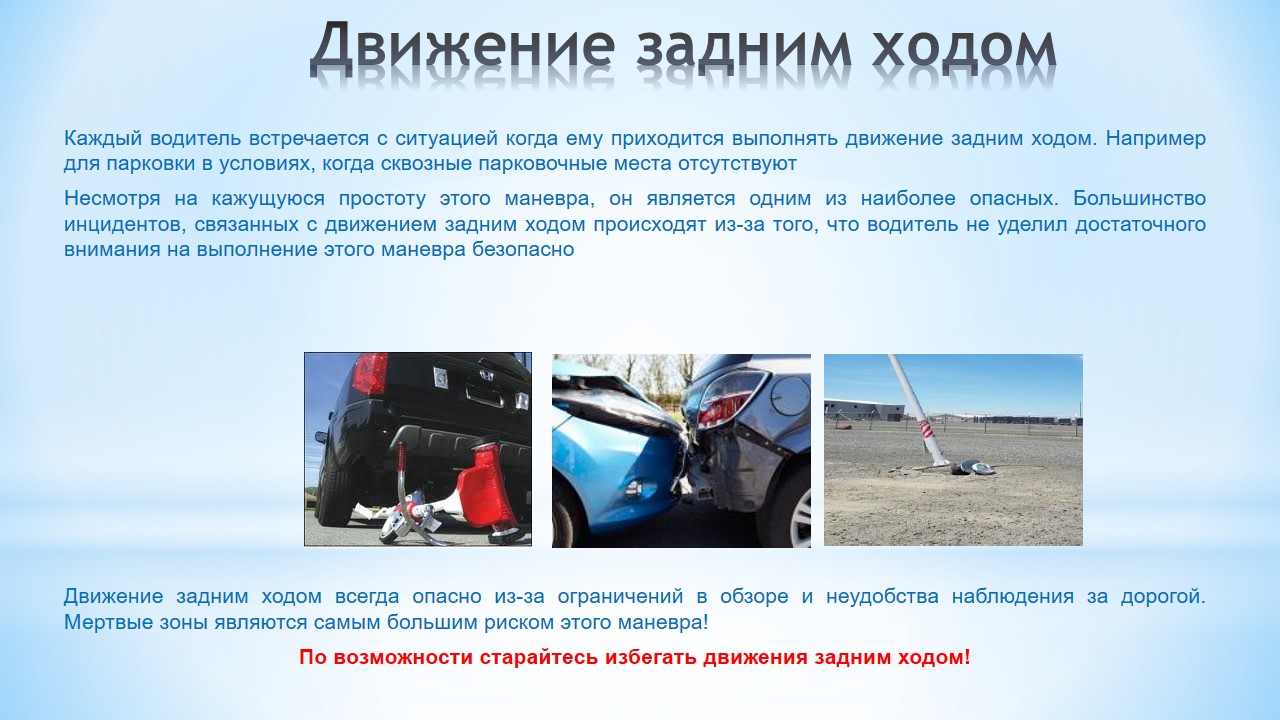 Движение задним ходом
Каждый водитель встречается с ситуацией когда ему приходится выполнять движение задним ходом. Например
для парковки в условиях, когда сквозные парковочные места отсутствуют
Несмотря на кажущуюся простоту этого маневра, он является одним из наиболее опасных. Большинство
инцидентов, связанных с движением задним ходом происходят из-за того, что водитель не уделил достаточного
внимания на выполнение этого маневра безопасно
Движение задним ходом всегда опасно из-за ограничений в обзоре и неудобства наблюдения за дорогой.
Мертвые зоны являются самым большим риском этого маневра!
По возможности старайтесь избегать движения задним ходом!